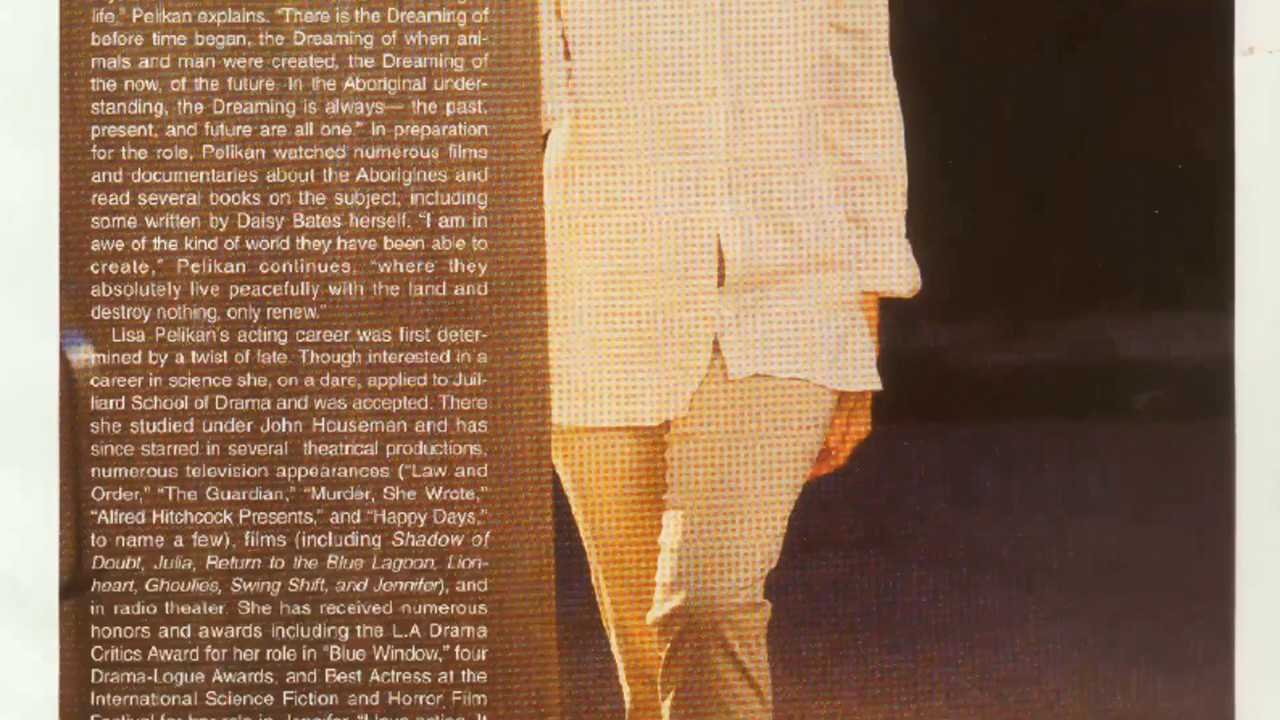 life," Pelikan explains. "There is the Dreaming of
before time began, the Dreaming of when ani-
mals and man were created, the Dreaming of
the now, of the future. In the Aboriginal under-
standing, the Dreaming is always— the past,
present, and future are all one." In preparation
for the role, Pelikan watched numerous films
and documentaries about the Aborigines and
read several books on the subject, including
some written by Daisy Bates herself. "I am in
awe of the kind of world they have been able to
create," Pelikan continues, "where they
absolutely live peacefully with the land and
destroy nothing, only renew."
Lisa Pelikan's acting career was first deter-
mined by a twist of fate. Though interested in a
career in science she, on a dare, applied to Juil-
liard School of Drama and was accepted. There
she studied under John Houseman and has
since starred in several theatrical productions,
numerous television appearances ("Law and
Order," "The Guardian," "Murder, She Wrote,"
"Alfred Hitchcock Presents," and "Happy Days,"
to name a few), films (including Shadow of
Doubt, Julia, Return to the Blue Lagoon, Lion-
heart, Ghoulies, Swing Shift, and Jennifer), and
in radio theater. She has received numerous
honors and awards including the L.A Drama
Critics Award for her role in "Blue Window," four
Drama-Logue Awards, and Best Actress at the
International Science Fiction and Horror Film
Festival for her role in Jennifer. "I love acting. It